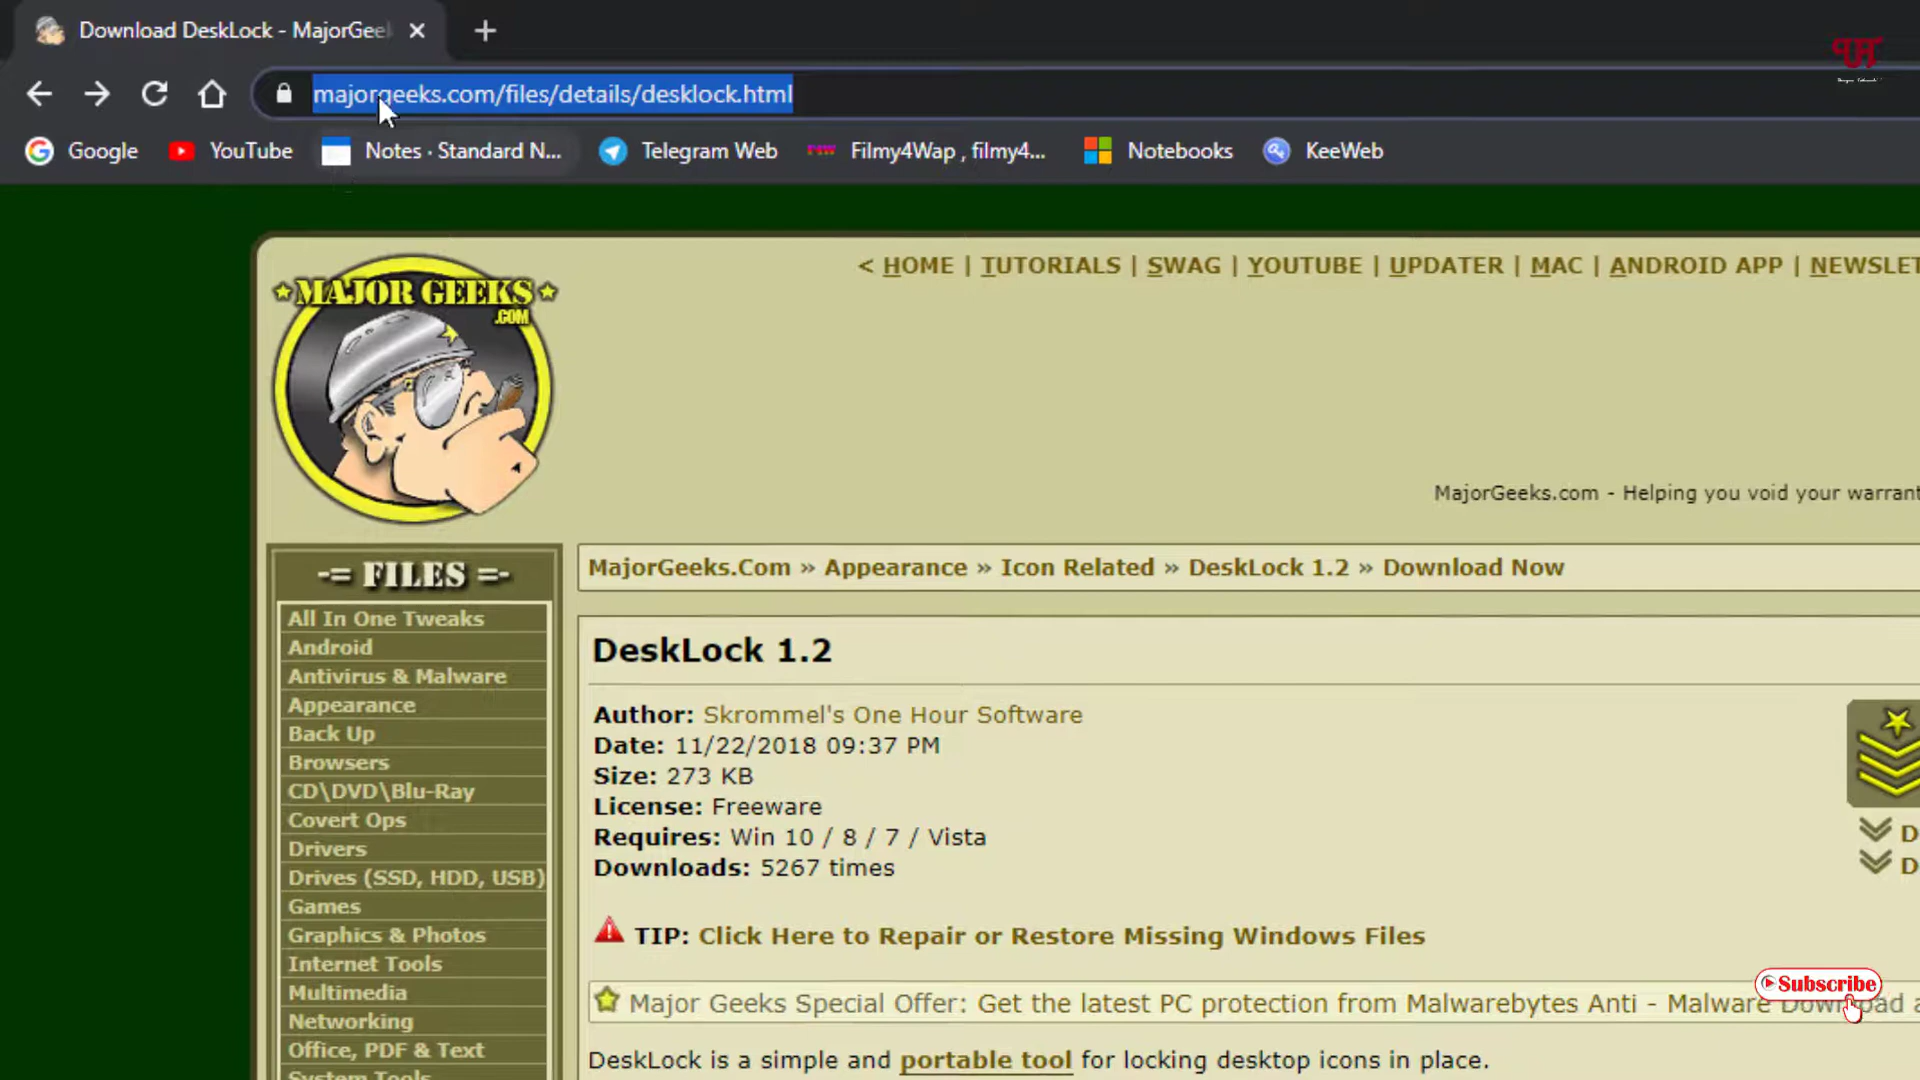 Download DeskLock - MajorGee
majorgeeks.com/files/details/desklock.html
Google YouTube Notes · Standard N... Telegram Web Filmy4Wap , filmy4... Notebooks KeeWeb
MAJOR GEEKS
.COM
< HOME | TUTORIALS | SWAG | YOUTUBE | UPDATER | MAC | ANDROID APP | NEWSLET
MajorGeeks.com - Helping you void your warrant
-= FILES =-
All In One Tweaks
Android
Antivirus & Malware
Appearance
Back Up
Browsers
CD\DVD\Blu-Ray
Covert Ops
Drivers
Drives (SSD, HDD, USB)
Games
Graphics & Photos
Internet Tools
Multimedia
Networking
Office, PDF & Text
System Tools
MajorGeeks.Com » Appearance » Icon Related » DeskLock 1.2 » Download Now
DeskLock 1.2
Author: Skrommel's One Hour Software
Date: 11/22/2018 09:37 PM
Size: 273 KB
License: Freeware
Requires: Win 10 / 8 / 7 / Vista
Downloads: 5267 times
D
D
TIP: Click Here to Repair or Restore Missing Windows Files
Major Geeks Special Offer: Get the latest PC protection from Malwarebytes Anti - Malware Download a
Subscribe
DeskLock is a simple and portable tool for locking desktop icons in place.